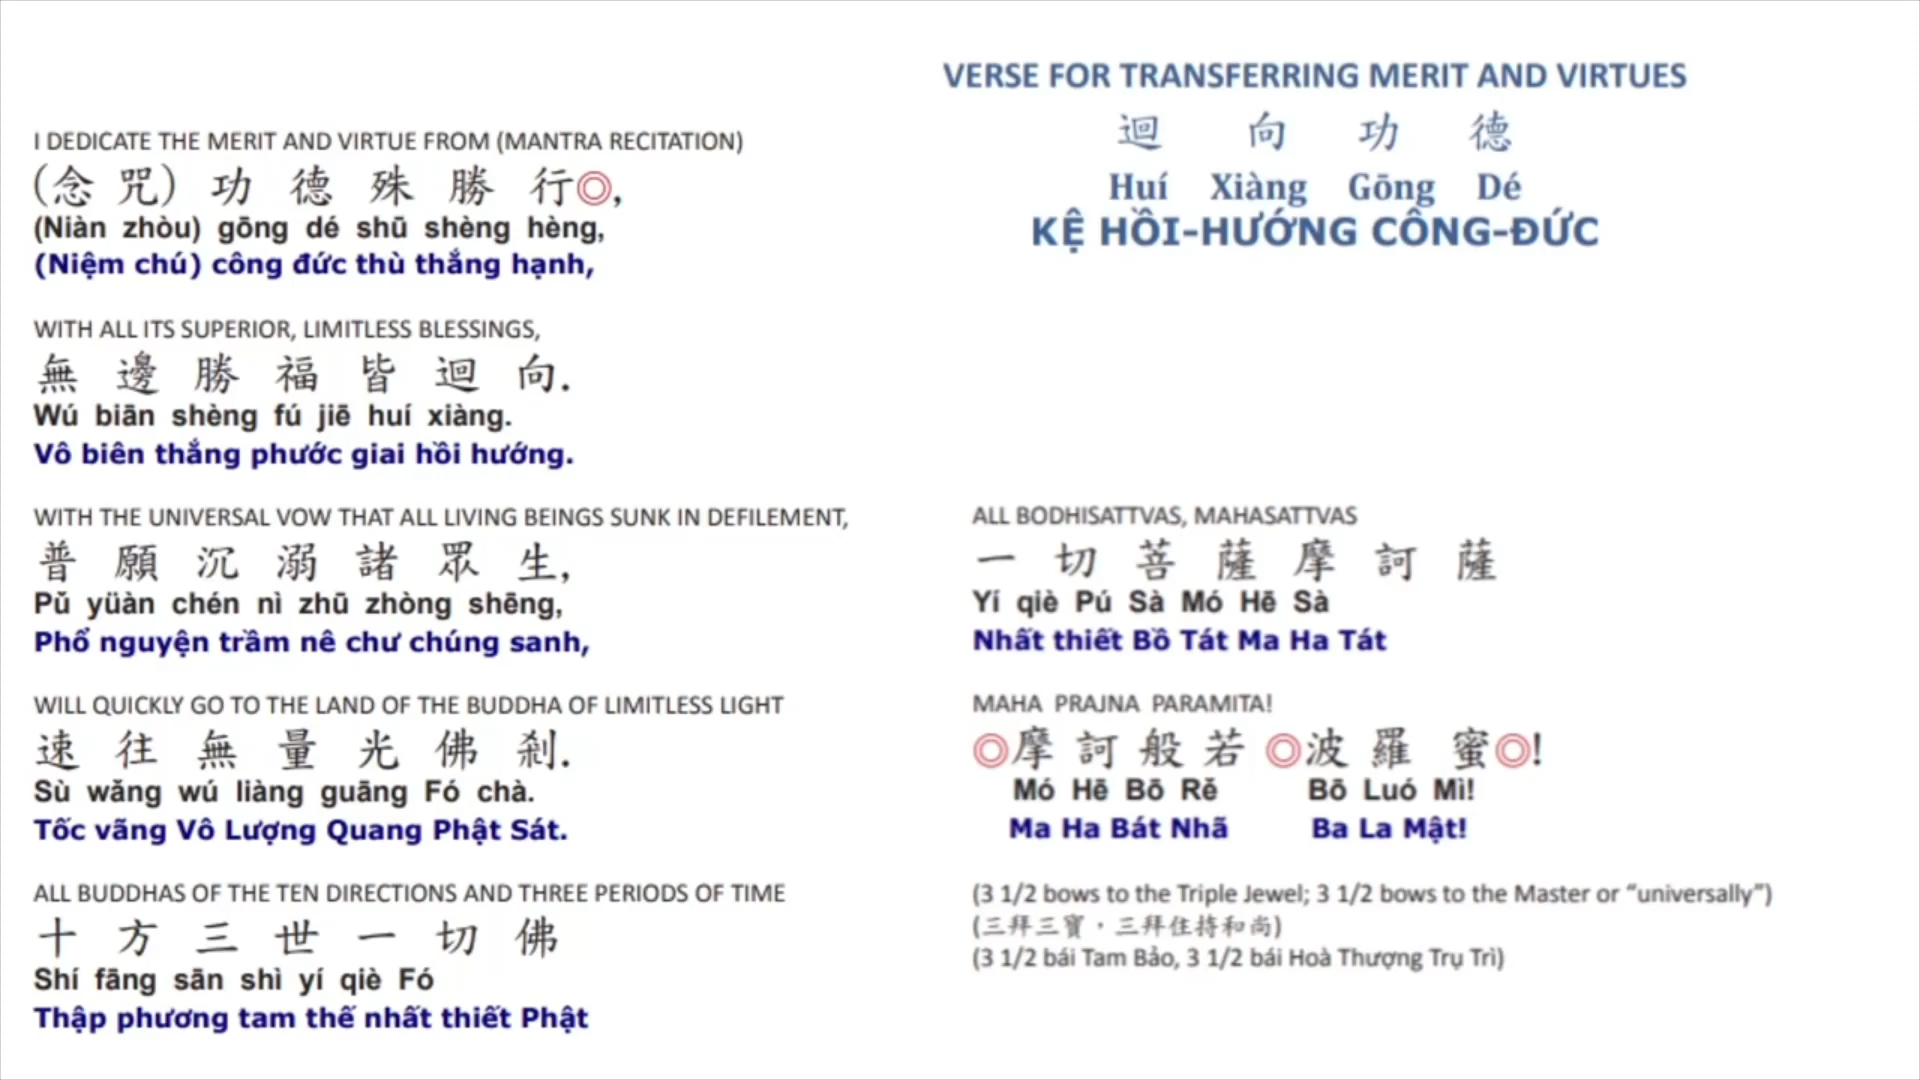 VERSE FOR TRANSFERRING MERIT AND VIRTUES
迴 向 功 德
Huí Xiàng Gōng Dé
KỆ HỒI-HƯỚNG CÔNG-ĐỨC
I DEDICATE THE MERIT AND VIRTUE FROM (MANTRA RECITATION)
(念 咒) 功 德 殊 勝 行◎,
(Niàn zhòu) gōng dé shū shèng hèng,
(Niệm chú) công đức thù thắng hạnh,
WITH ALL ITS SUPERIOR, LIMITLESS BLESSINGS,
無 邊 勝 福 皆 迴 向.
Wú biān shèng fú jiē huí xiàng.
Vô biên thắng phước giai hồi hướng.
WITH THE UNIVERSAL VOW THAT ALL LIVING BEINGS SUNK IN DEFILEMENT,
普 願 沉 溺 諸 眾 生,
Pǔ yüàn chén nì zhū zhòng shēng,
Phổ nguyện trầm nê chư chúng sanh,
WILL QUICKLY GO TO THE LAND OF THE BUDDHA OF LIMITLESS LIGHT
速 往 無 量 光 佛 剎.
Sù wǎng wú liàng guāng Fó chà.
Tốc vãng Vô Lượng Quang Phật Sát.
ALL BUDDHAS OF THE TEN DIRECTIONS AND THREE PERIODS OF TIME
十 方 三 世 一 切 佛
Shí fāng sān shì yí qiè Fó
Thập phương tam thế nhất thiết Phật
ALL BODHISATTVAS, MAHASATTVAS
一 切 菩 薩 摩 訶 薩
Yí qiè Pú Sà Mó Hē Sà
Nhất thiết Bồ Tát Ma Ha Tát
MAHA PRAJNA PARAMITA!
◎摩 訶 般 若 ◎波 羅 蜜◎!
Mó Hē Bō Rě Bō Luó Mì!
Ma Ha Bát Nhã Ba La Mật!
(3 1/2 bows to the Triple Jewel; 3 1/2 bows to the Master or “universally”)
(三拜三寶，三拜住持和尚)
(3 1/2 bái Tam Bảo, 3 1/2 bái Hoà Thượng Trụ Trì)